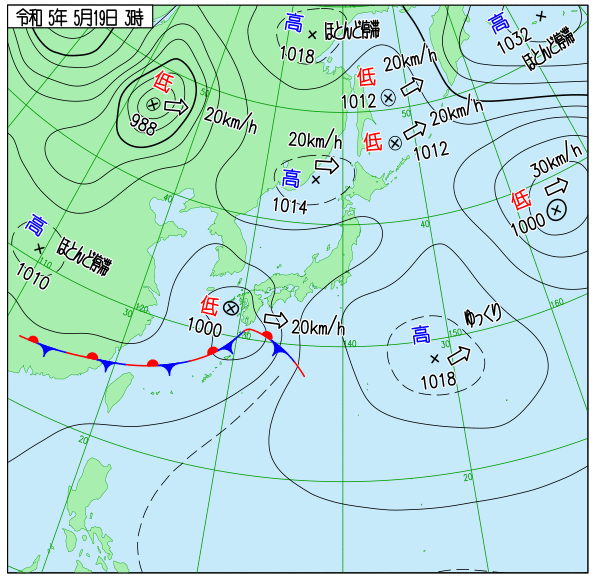 令和 5年 5月19日 3時
高
1018
ほとんど停滞
高
1032
ほとんど停滞
低
988
20km/h
50
低
1012
20km/h
低
1012
20km/h
50
20km/h
高
1014
低
1000
30km/h
40
40
高
1010
ほとんど停滞
110
120
30
低
1000
20km/h
130
140
高
1018
ゆっくり
150
160
30
20
20